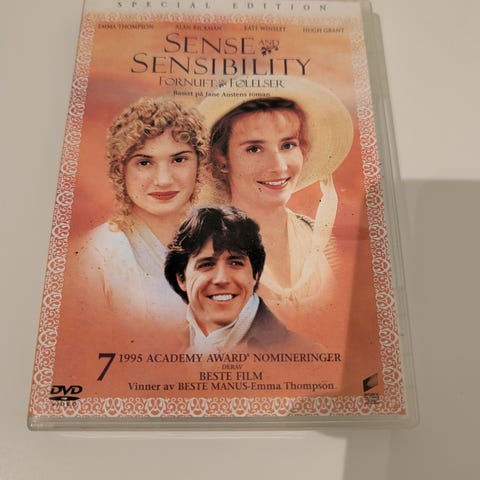 SPECIAL EDITION
EMMA THOMPSON ALAN RICKMAN KATE WINSLET HUGH GRANT
SENSE AND
SENSIBILITY
FORNUFT OG FØLELSER
Basert på Jane Austens roman
7 1995 ACADEMY AWARD® NOMINERINGER
- DERAV
BESTE FILM
Vinner av BESTE MANUS-Emma Thompson
DVD
VIDEO